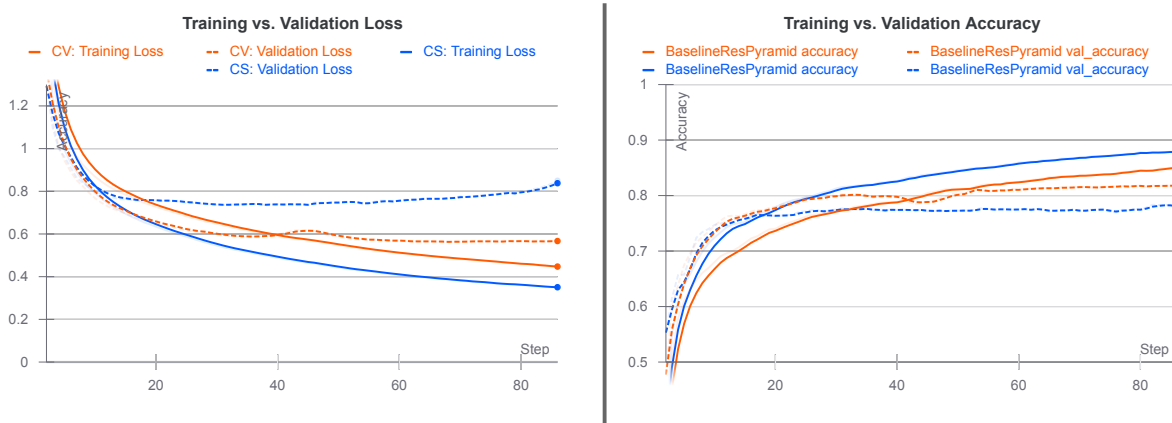 Training vs. Validation Loss
CV: Training Loss CV: Validation Loss CS: Training Loss
CS: Validation Loss
Accuracy
1.2
1
0.8
0.6
0.4
0.2
0
Step
20 40 60 80
Training vs. Validation Accuracy
BaselineResPyramid accuracy BaselineResPyramid val_accuracy
BaselineResPyramid accuracy BaselineResPyramid val_accuracy
Accuracy
1
0.9
0.8
0.7
0.6
0.5
Step
20 40 60 80